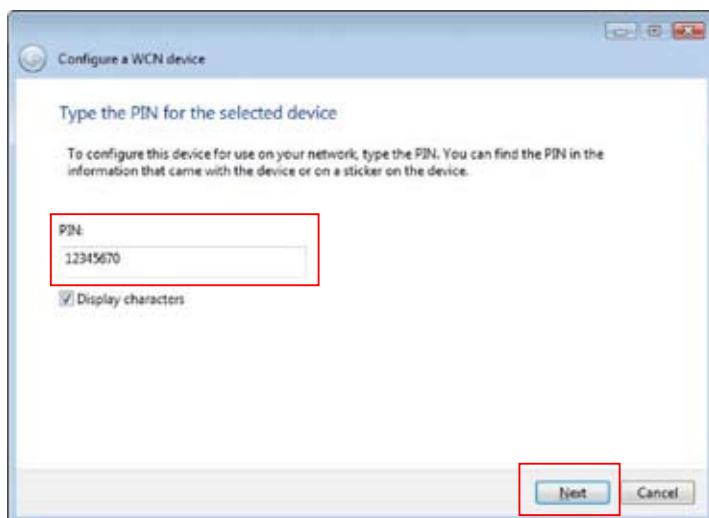 Configure a WCN device
Type the PIN for the selected device
To configure this device for use on your network, type the PIN. You can find the PIN in the
information that came with the device or on a sticker on the device.
PIN:
12345670
Display characters
Next
Cancel